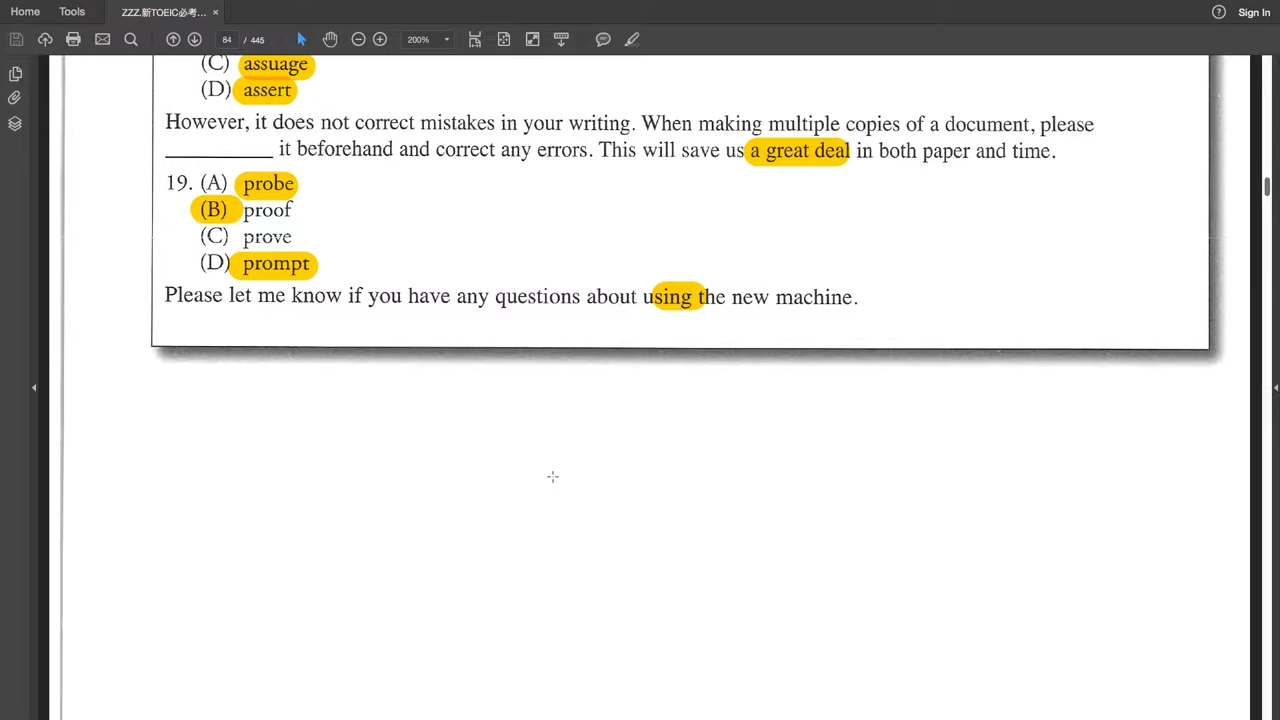 Home Tools ZZZ.新TOEIC必考... × Sign In
84 / 445 200%
(C) assuage
(D) assert
However, it does not correct mistakes in your writing. When making multiple copies of a document, please
__________ it beforehand and correct any errors. This will save us a great deal in both paper and time.
19. (A) probe
(B) proof
(C) prove
(D) prompt
Please let me know if you have any questions about using the new machine.